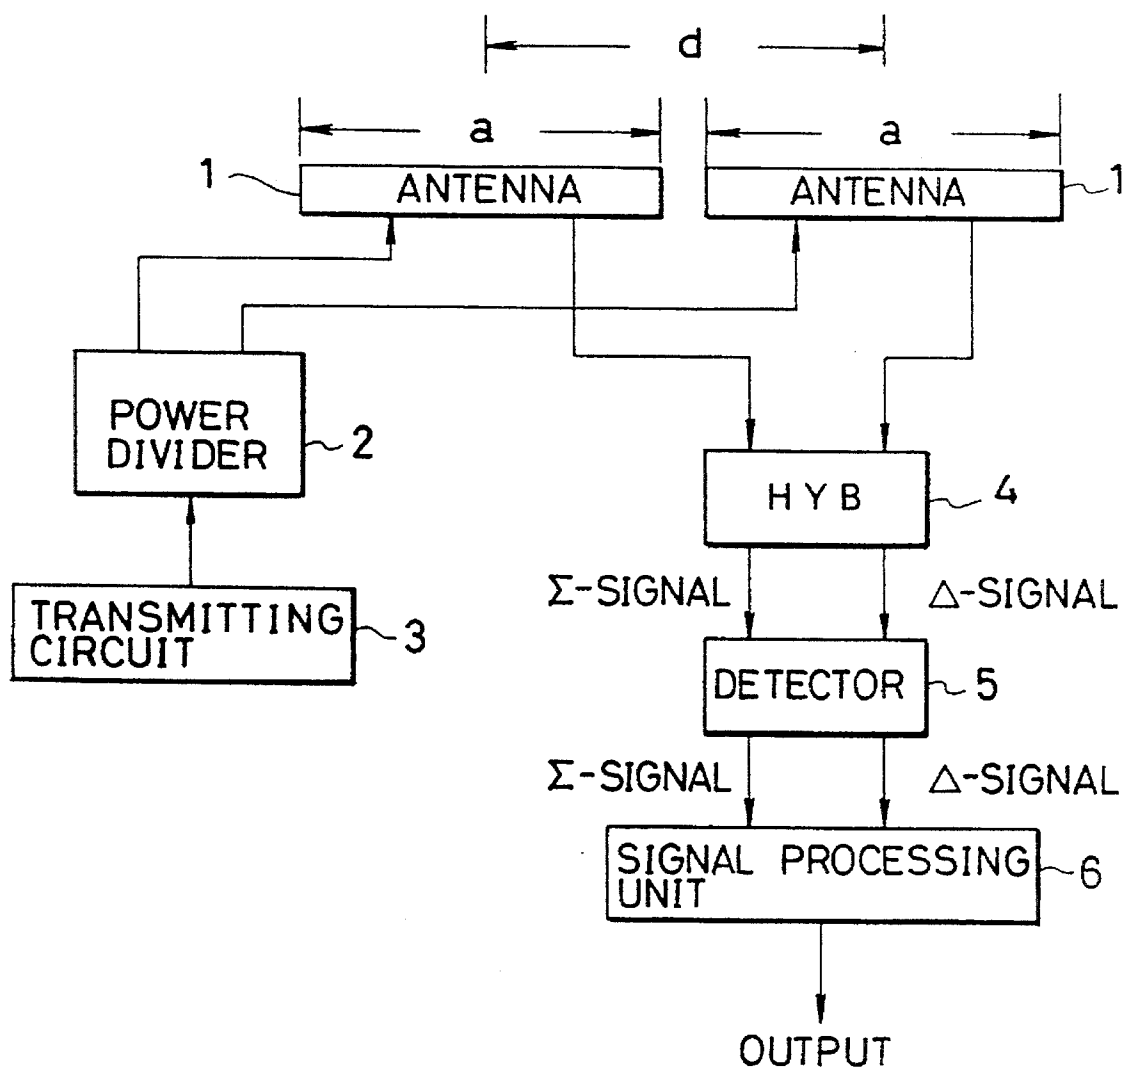 d
a
a
1
ANTENNA
ANTENNA
1
POWER
DIVIDER
2
HYB
4
Σ-SIGNAL
Δ-SIGNAL
TRANSMITTING
CIRCUIT
3
DETECTOR
5
Σ-SIGNAL
Δ-SIGNAL
SIGNAL PROCESSING
UNIT
6
OUTPUT